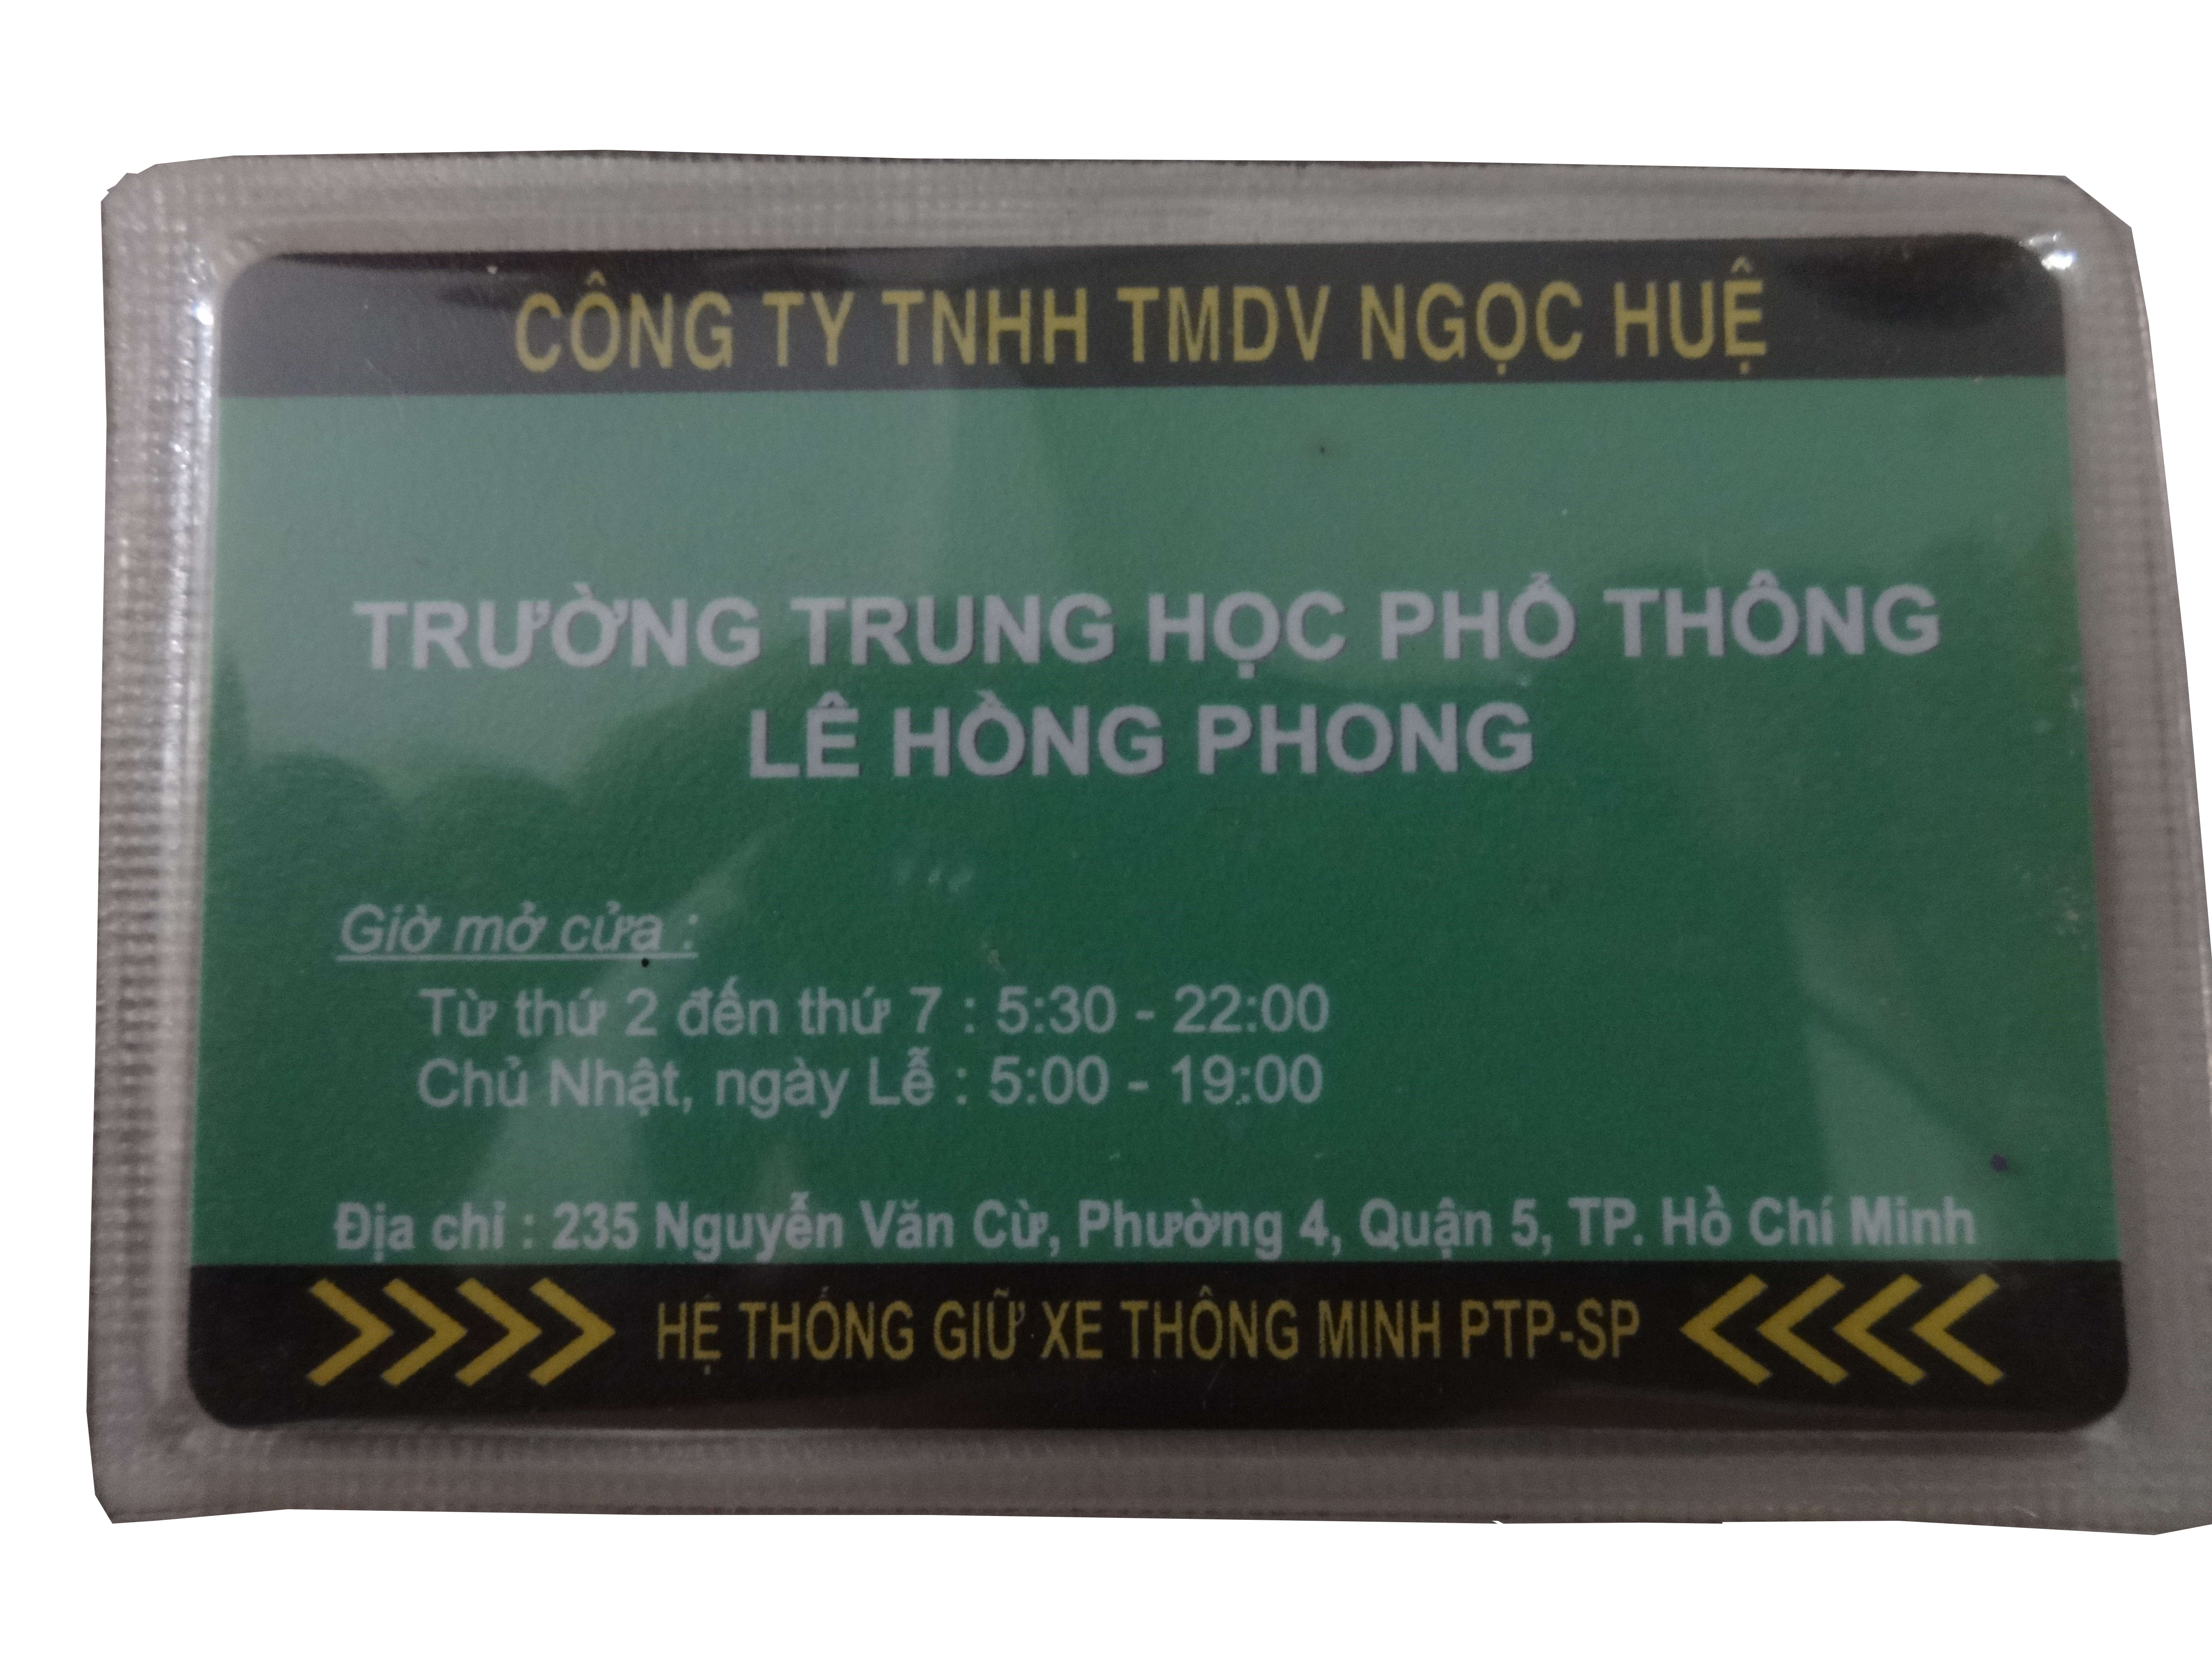 CÔNG TY TNHH TMDV NGỌC HUỆ
TRƯỜNG TRUNG HỌC PHỔ THÔNG
LÊ HỒNG PHONG
Giờ mở cửa :
Từ thứ 2 đến thứ 7 : 5:30 - 22:00
Chủ Nhật, ngày Lễ : 5:00 - 19:00
Địa chỉ : 235 Nguyễn Văn Cừ, Phường 4, Quận 5, TP. Hồ Chí Minh
HỆ THỐNG GIỮ XE THÔNG MINH PTP-SP